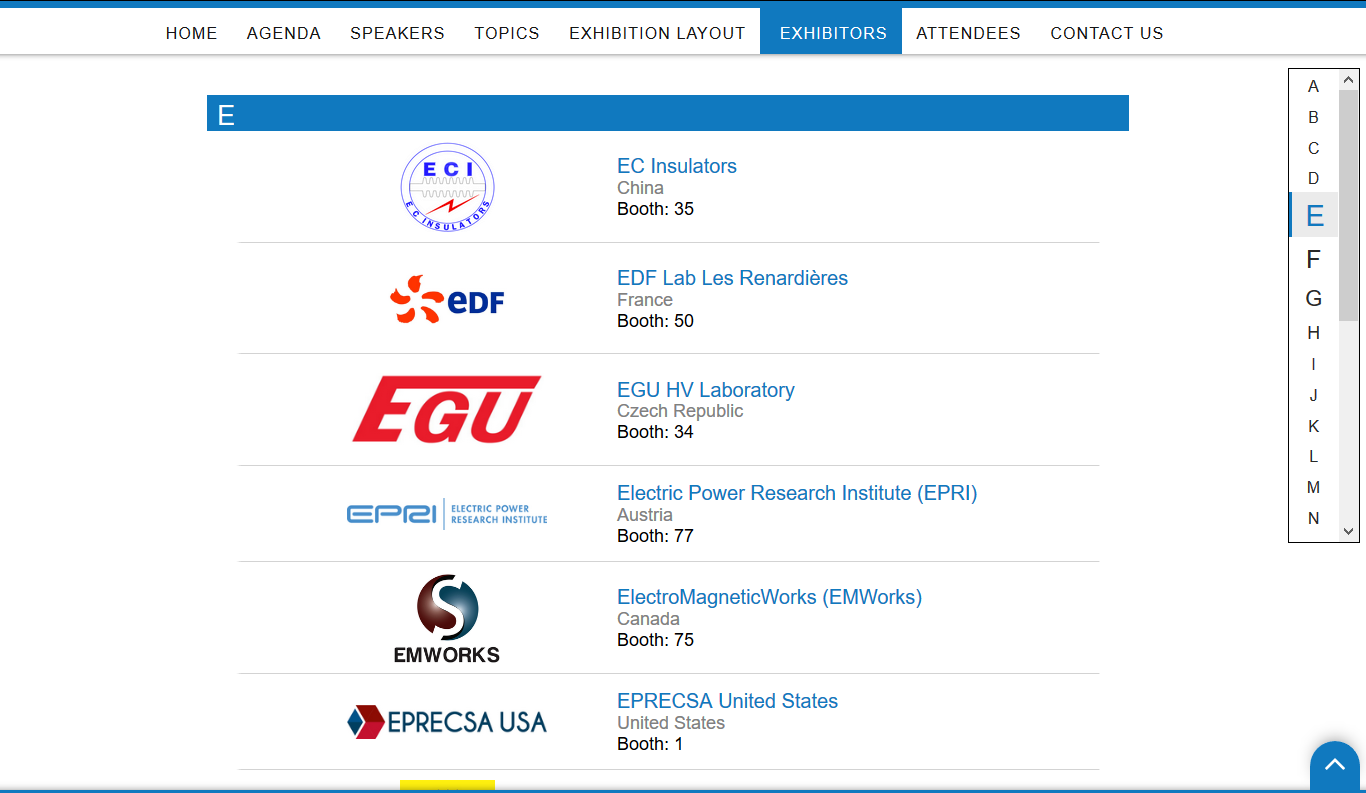 HOME AGENDA SPEAKERS TOPICS EXHIBITION LAYOUT EXHIBITORS ATTENDEES CONTACT US
E
ECI
EC INSULATORS
EC Insulators
China
Booth: 35
eDF
EDF Lab Les Renardières
France
Booth: 50
EGU
EGU HV Laboratory
Czech Republic
Booth: 34
EPRI
ELECTRIC POWER
RESEARCH INSTITUTE
Electric Power Research Institute (EPRI)
Austria
Booth: 77
EMWORKS
ElectroMagneticWorks (EMWorks)
Canada
Booth: 75
EPRECSA USA
EPRECSA United States
United States
Booth: 1
A
B
C
D
E
F
G
H
I
J
K
L
M
N